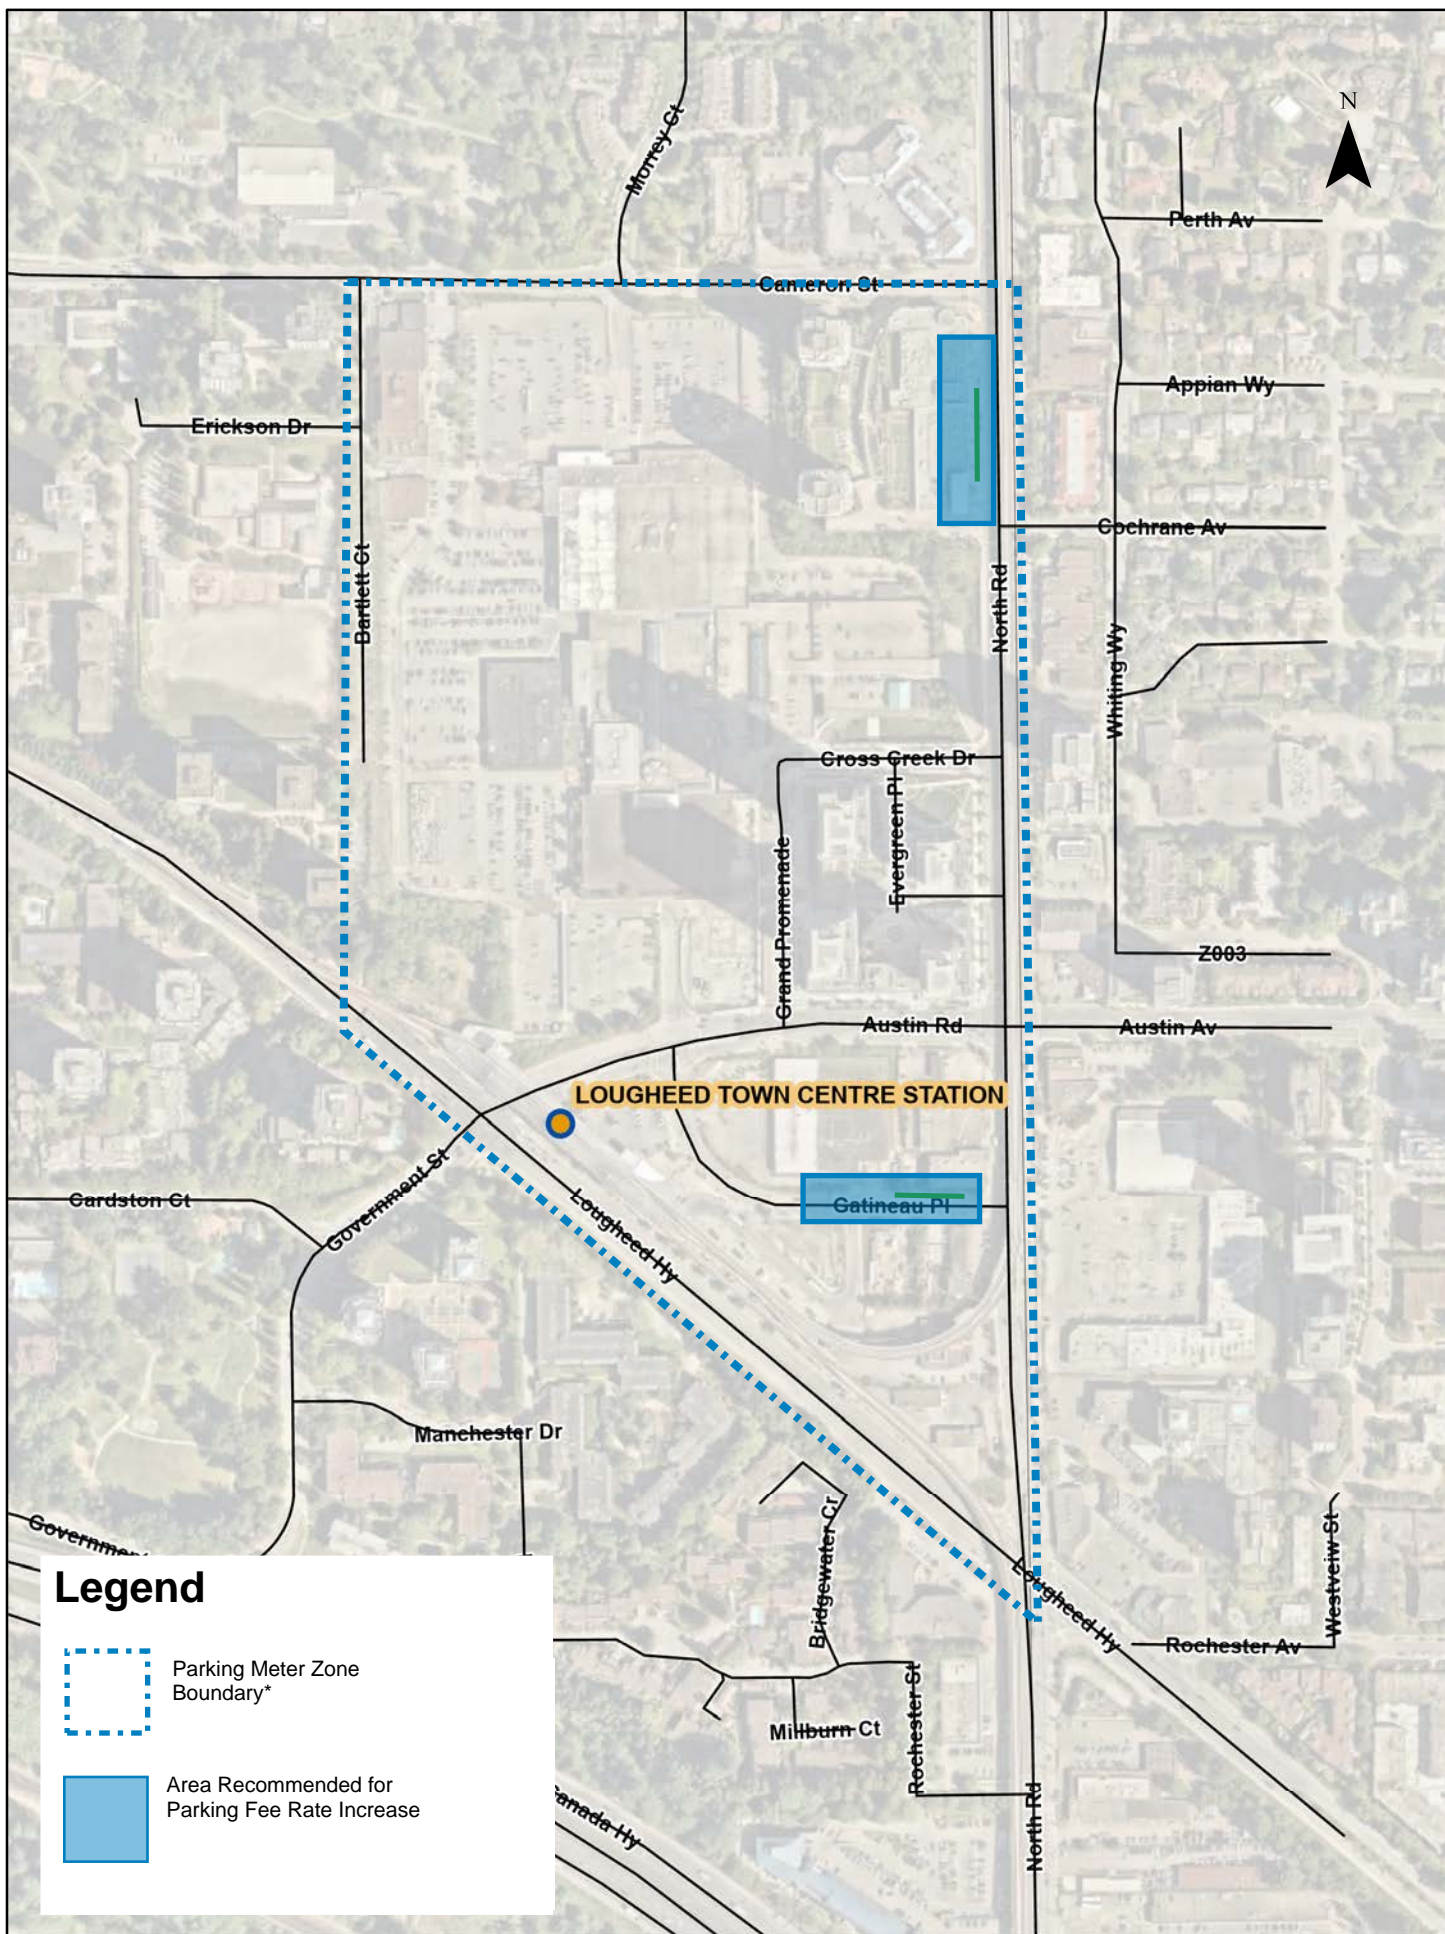 N
Morrey Ct
Perth Av
Cameron St
Appian Wy
Erickson Dr
Cochrane Av
Bartlett Ct
North Rd
Whiting Wy
Cross Creek Dr
Evergreen Pl
Grand Promenade
Z003
Austin Rd
Austin Av
LOUGHEED TOWN CENTRE STATION
Government St
Cardston Ct
Gatineau Pl
Lougheed Hy
Manchester Dr
Bridgewater Cr
Governmen
Westveiw St
Lougheed Hy
Rochester Av
Rochester St
Millburn Ct
North Rd
anada Hy
Legend
Parking Meter Zone
Boundary*
Area Recommended for
Parking Fee Rate Increase